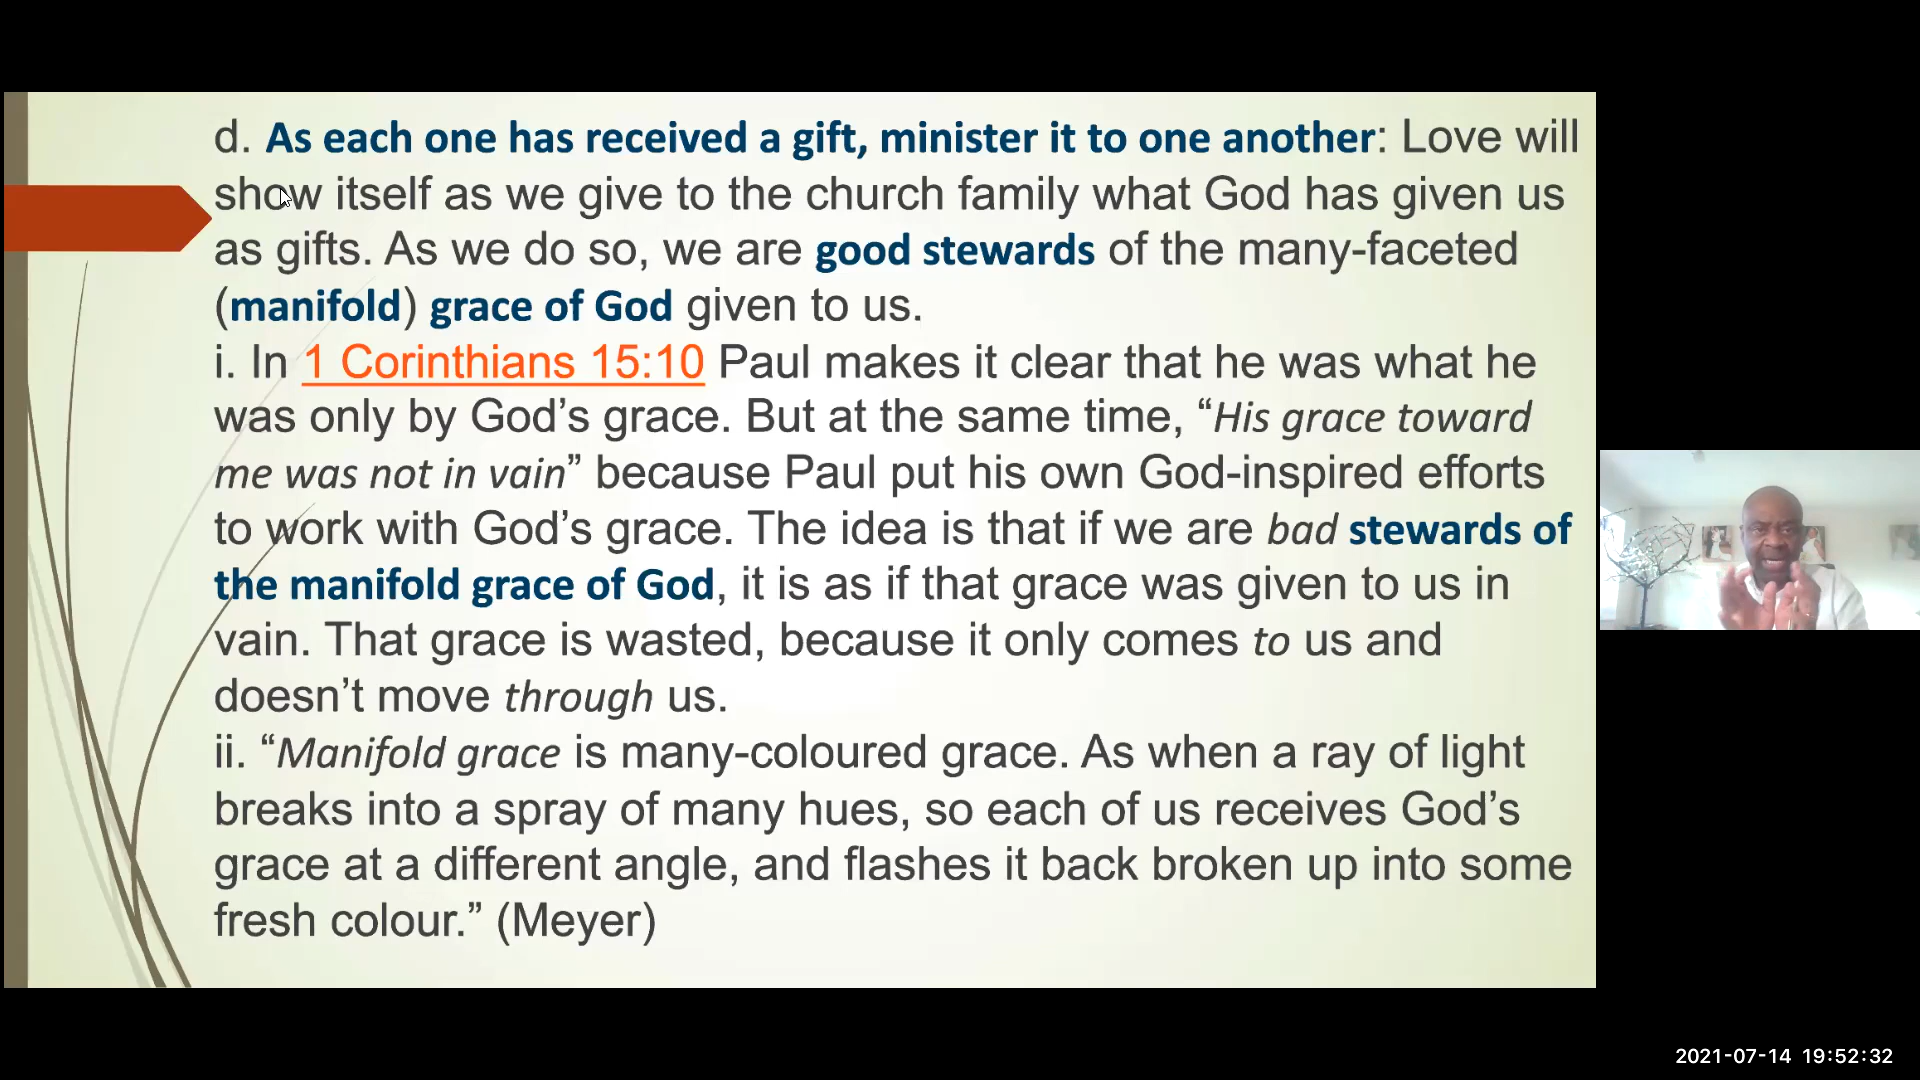 d. As each one has received a gift, minister it to one another: Love will
show itself as we give to the church family what God has given us
as gifts. As we do so, we are good stewards of the many-faceted
(manifold) grace of God given to us.
i. In 1 Corinthians 15:10 Paul makes it clear that he was what he
was only by God’s grace. But at the same time, “His grace toward
me was not in vain” because Paul put his own God-inspired efforts
to work with God’s grace. The idea is that if we are bad stewards of
the manifold grace of God, it is as if that grace was given to us in
vain. That grace is wasted, because it only comes to us and
doesn’t move through us.
ii. “Manifold grace is many-coloured grace. As when a ray of light
breaks into a spray of many hues, so each of us receives God’s
grace at a different angle, and flashes it back broken up into some
fresh colour.” (Meyer)
2021-07-14 19:52:32